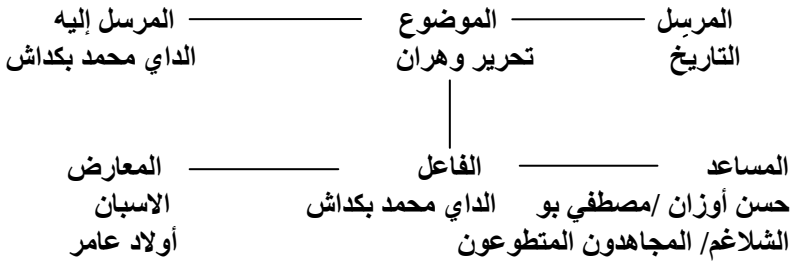 المرسِل الموضوع المرسل إليه
التاريخ تحرير وهران الداي محمد بكداش
المساعد الفاعل المعارض
حسن أوزان /مصطفي بو الداي محمد بكداش الاسبان
الشلاغم/ المجاهدون المتطوعون أولاد عامر